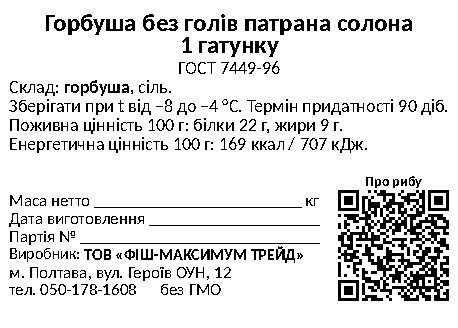 Горбуша без голів патрана солона
1 гатунку
ГОСТ 7449-96
Склад: горбуша, сіль.
Зберігати при t від −8 до −4 °C. Термін придатності 90 діб.
Поживна цінність 100 г: білки 22 г, жири 9 г.
Енергетична цінність 100 г: 169 ккал / 707 кДж.
Про рибу
Маса нетто ______________________ кг
Дата виготовлення __________________
Партія № _________________________
Виробник: ТОВ «ФІШ-МАКСИМУМ ТРЕЙД»
м. Полтава, вул. Героїв ОУН, 12
тел. 050-178-1608 без ГМО